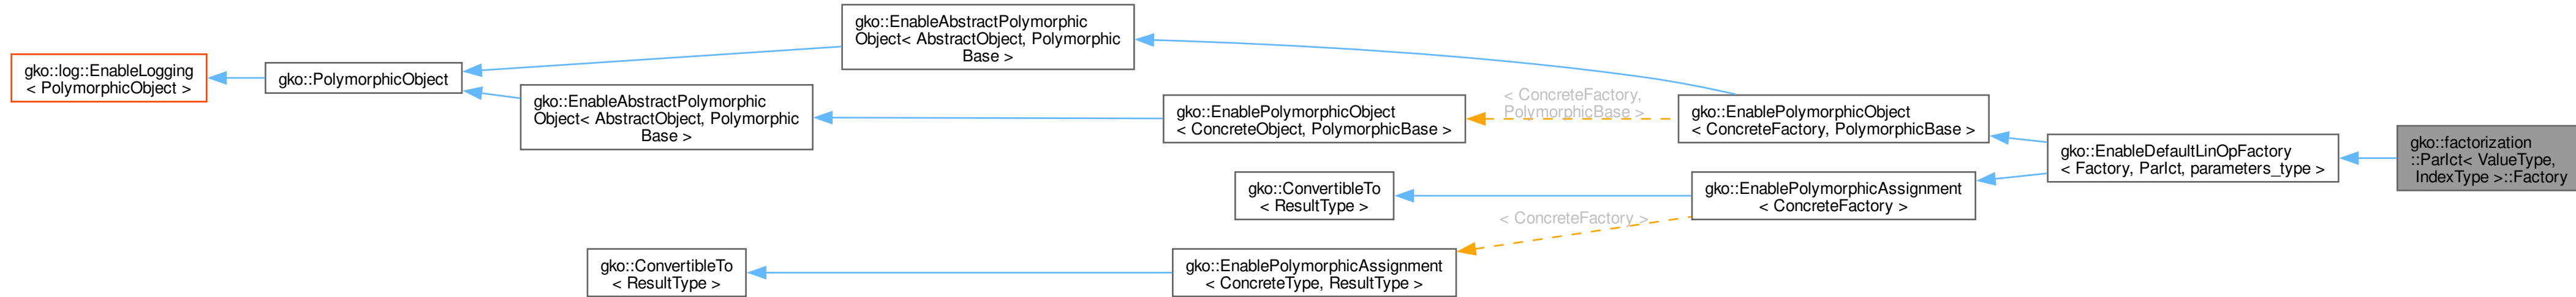 gko::EnableAbstractPolymorphic
Object< AbstractObject, Polymorphic
Base >
gko::log::EnableLogging
< PolymorphicObject >
gko::PolymorphicObject
gko::EnableAbstractPolymorphic
Object< AbstractObject, Polymorphic
Base >
gko::EnablePolymorphicObject
< ConcreteObject, PolymorphicBase >
< ConcreteFactory,
PolymorphicBase >
gko::EnablePolymorphicObject
< ConcreteFactory, PolymorphicBase >
gko::EnableDefaultLinOpFactory
< Factory, ParIct, parameters_type >
gko::factorization
::ParIct< ValueType,
IndexType >::Factory
gko::ConvertibleTo
< ResultType >
gko::EnablePolymorphicAssignment
< ConcreteFactory >
< ConcreteFactory >
gko::ConvertibleTo
< ResultType >
gko::EnablePolymorphicAssignment
< ConcreteType, ResultType >